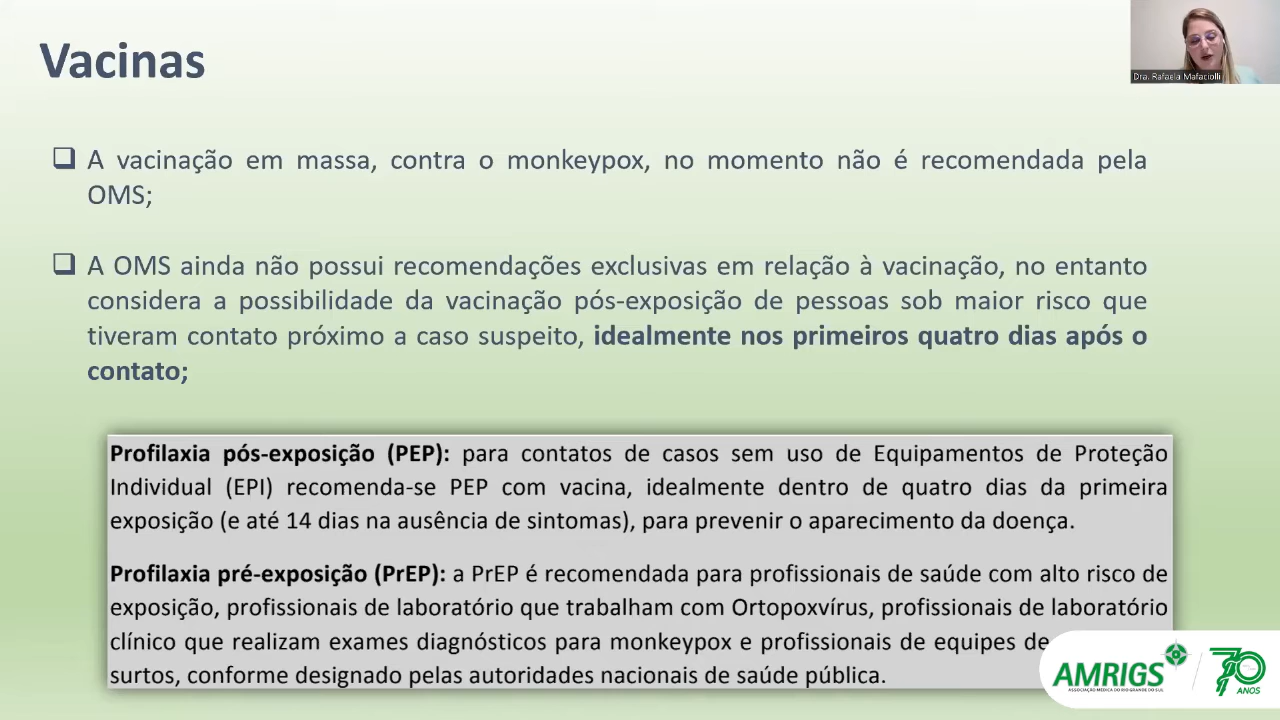 Vacinas
Dra. Rafaela Mafaciolli
❑ A vacinação em massa, contra o monkeypox, no momento não é recomendada pela
OMS;
❑ A OMS ainda não possui recomendações exclusivas em relação à vacinação, no entanto
considera a possibilidade da vacinação pós-exposição de pessoas sob maior risco que
tiveram contato próximo a caso suspeito, idealmente nos primeiros quatro dias após o
contato;
Profilaxia pós-exposição (PEP): para contatos de casos sem uso de Equipamentos de Proteção
Individual (EPI) recomenda-se PEP com vacina, idealmente dentro de quatro dias da primeira
exposição (e até 14 dias na ausência de sintomas), para prevenir o aparecimento da doença.
Profilaxia pré-exposição (PrEP): a PrEP é recomendada para profissionais de saúde com alto risco de
exposição, profissionais de laboratório que trabalham com Ortopoxvírus, profissionais de laboratório
clínico que realizam exames diagnósticos para monkeypox e profissionais de equipes de
surtos, conforme designado pelas autoridades nacionais de saúde pública.
AMRIGS
ASSOCIAÇÃO MÉDICA DO RIO GRANDE DO SUL
70
ANOS